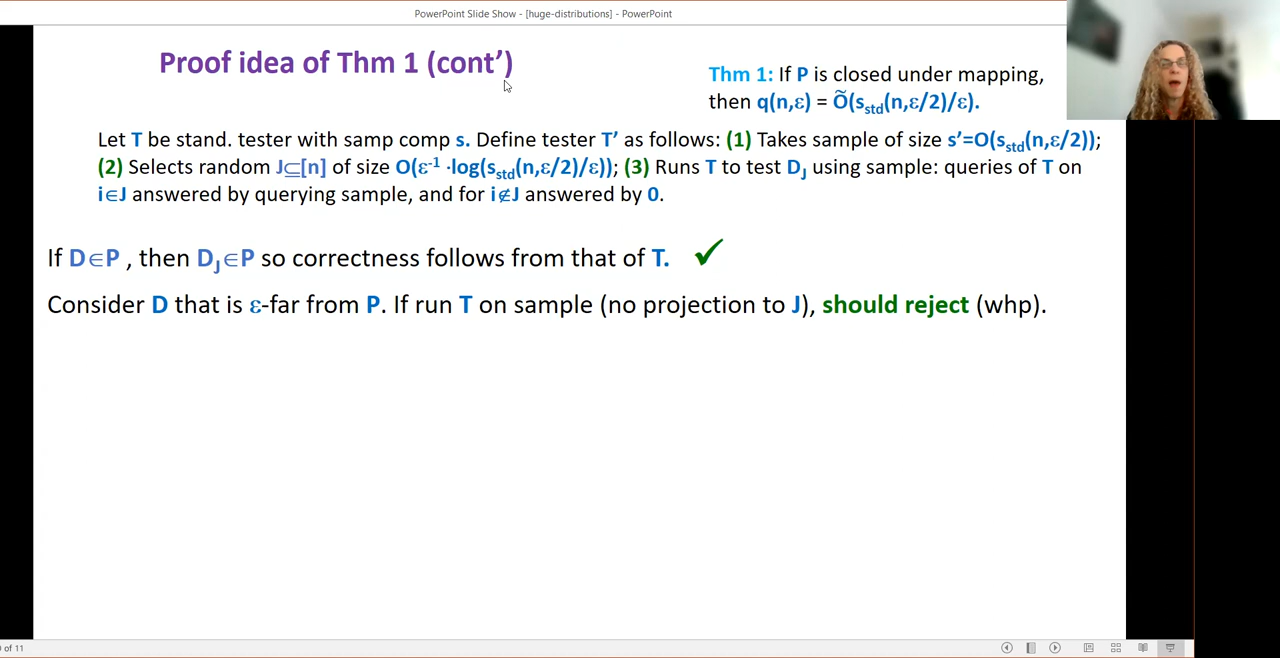 PowerPoint Slide Show - [huge-distributions] - PowerPoint
Proof idea of Thm 1 (cont’)
Thm 1: If P is closed under mapping,
then q(n,ε) = Õ(s_std(n,ε/2)/ε).
Let T be stand. tester with samp comp s. Define tester T’ as follows: (1) Takes sample of size s’=O(s_std(n,ε/2));
(2) Selects random J⊆[n] of size O(ε⁻¹ ·log(s_std(n,ε/2)/ε)); (3) Runs T to test D_J using sample: queries of T on
i∈J answered by querying sample, and for i∉J answered by 0.
If D∈P , then D_J∈P so correctness follows from that of T. ✓
Consider D that is ε-far from P. If run T on sample (no projection to J), should reject (whp).
of 11